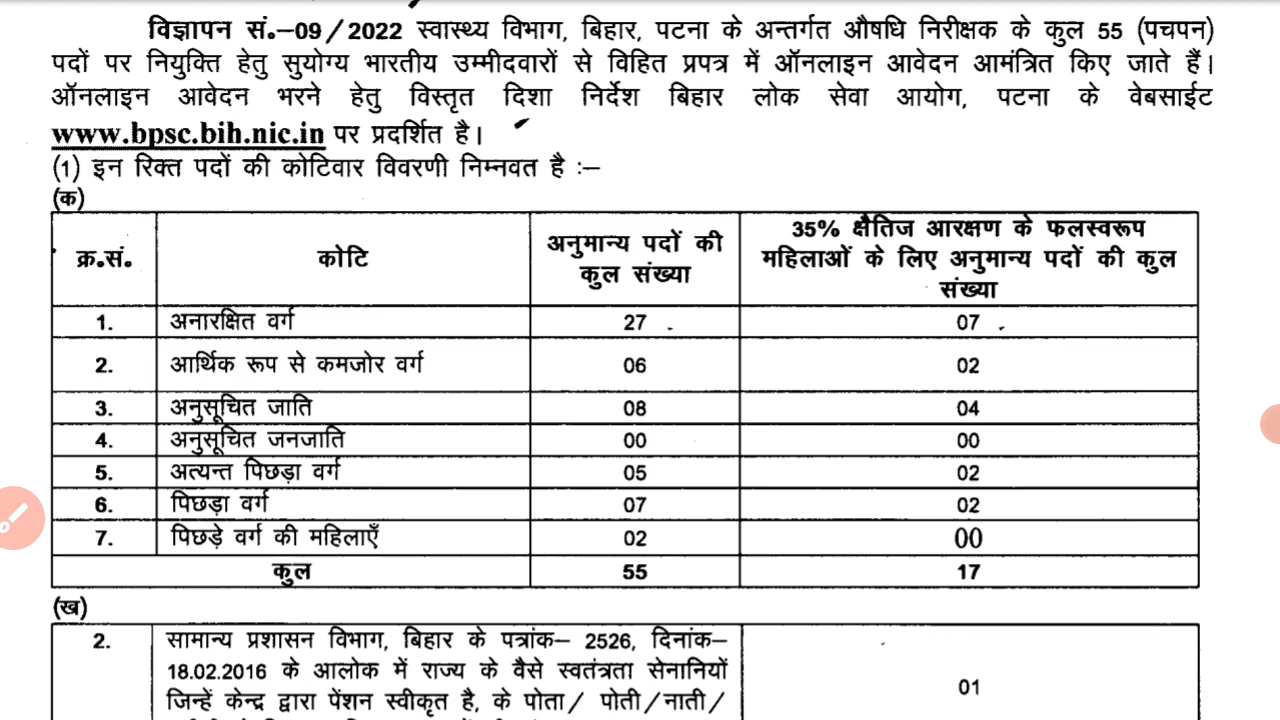 विज्ञापन सं०–09/2022 स्वास्थ्य विभाग, बिहार, पटना के अन्तर्गत औषधि निरीक्षक के कुल 55 (पचपन)
पदों पर नियुक्ति हेतु सुयोग्य भारतीय उम्मीदवारों से विहित प्रपत्र में ऑनलाइन आवेदन आमंत्रित किए जाते हैं।
ऑनलाइन आवेदन भरने हेतु विस्तृत दिशा निर्देश बिहार लोक सेवा आयोग, पटना के वेबसाईट
www.bpsc.bih.nic.in पर प्रदर्शित है।
(1) इन रिक्त पदों की कोटिवार विवरणी निम्नवत है :–
(क)
क्र.सं. कोटि अनुमान्य पदों की कुल संख्या 35% क्षैतिज आरक्षण के फलस्वरूप महिलाओं के लिए अनुमान्य पदों की कुल संख्या
1. अनारक्षित वर्ग 27 07
2. आर्थिक रूप से कमजोर वर्ग 06 02
3. अनुसूचित जाति 08 04
4. अनुसूचित जनजाति 00 00
5. अत्यन्त पिछड़ा वर्ग 05 02
6. पिछड़ा वर्ग 07 02
7. पिछड़े वर्ग की महिलाएँ 02 00
कुल 55 17
(ख)
2. सामान्य प्रशासन विभाग, बिहार के पत्रांक– 2526, दिनांक–
18.02.2016 के आलोक में राज्य के वैसे स्वतंत्रता सेनानियों
जिन्हें केन्द्र द्वारा पेंशन स्वीकृत है, के पोता/ पोती/नाती/
01